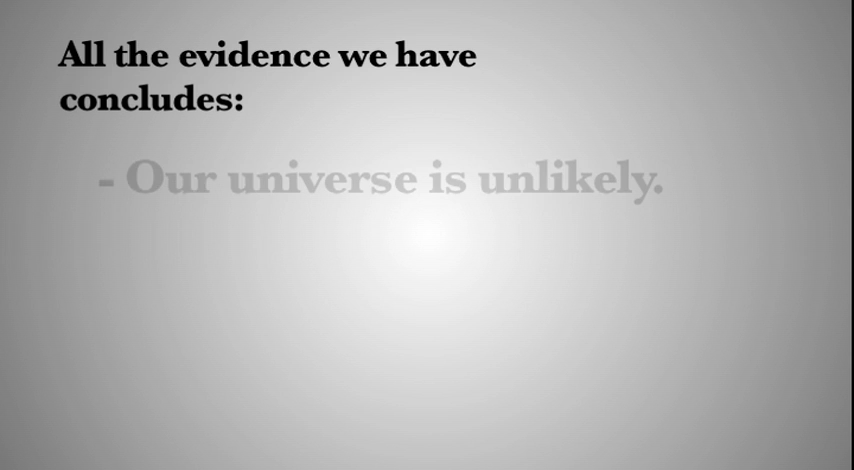 All the evidence we have
concludes:
- Our universe is unlikely.